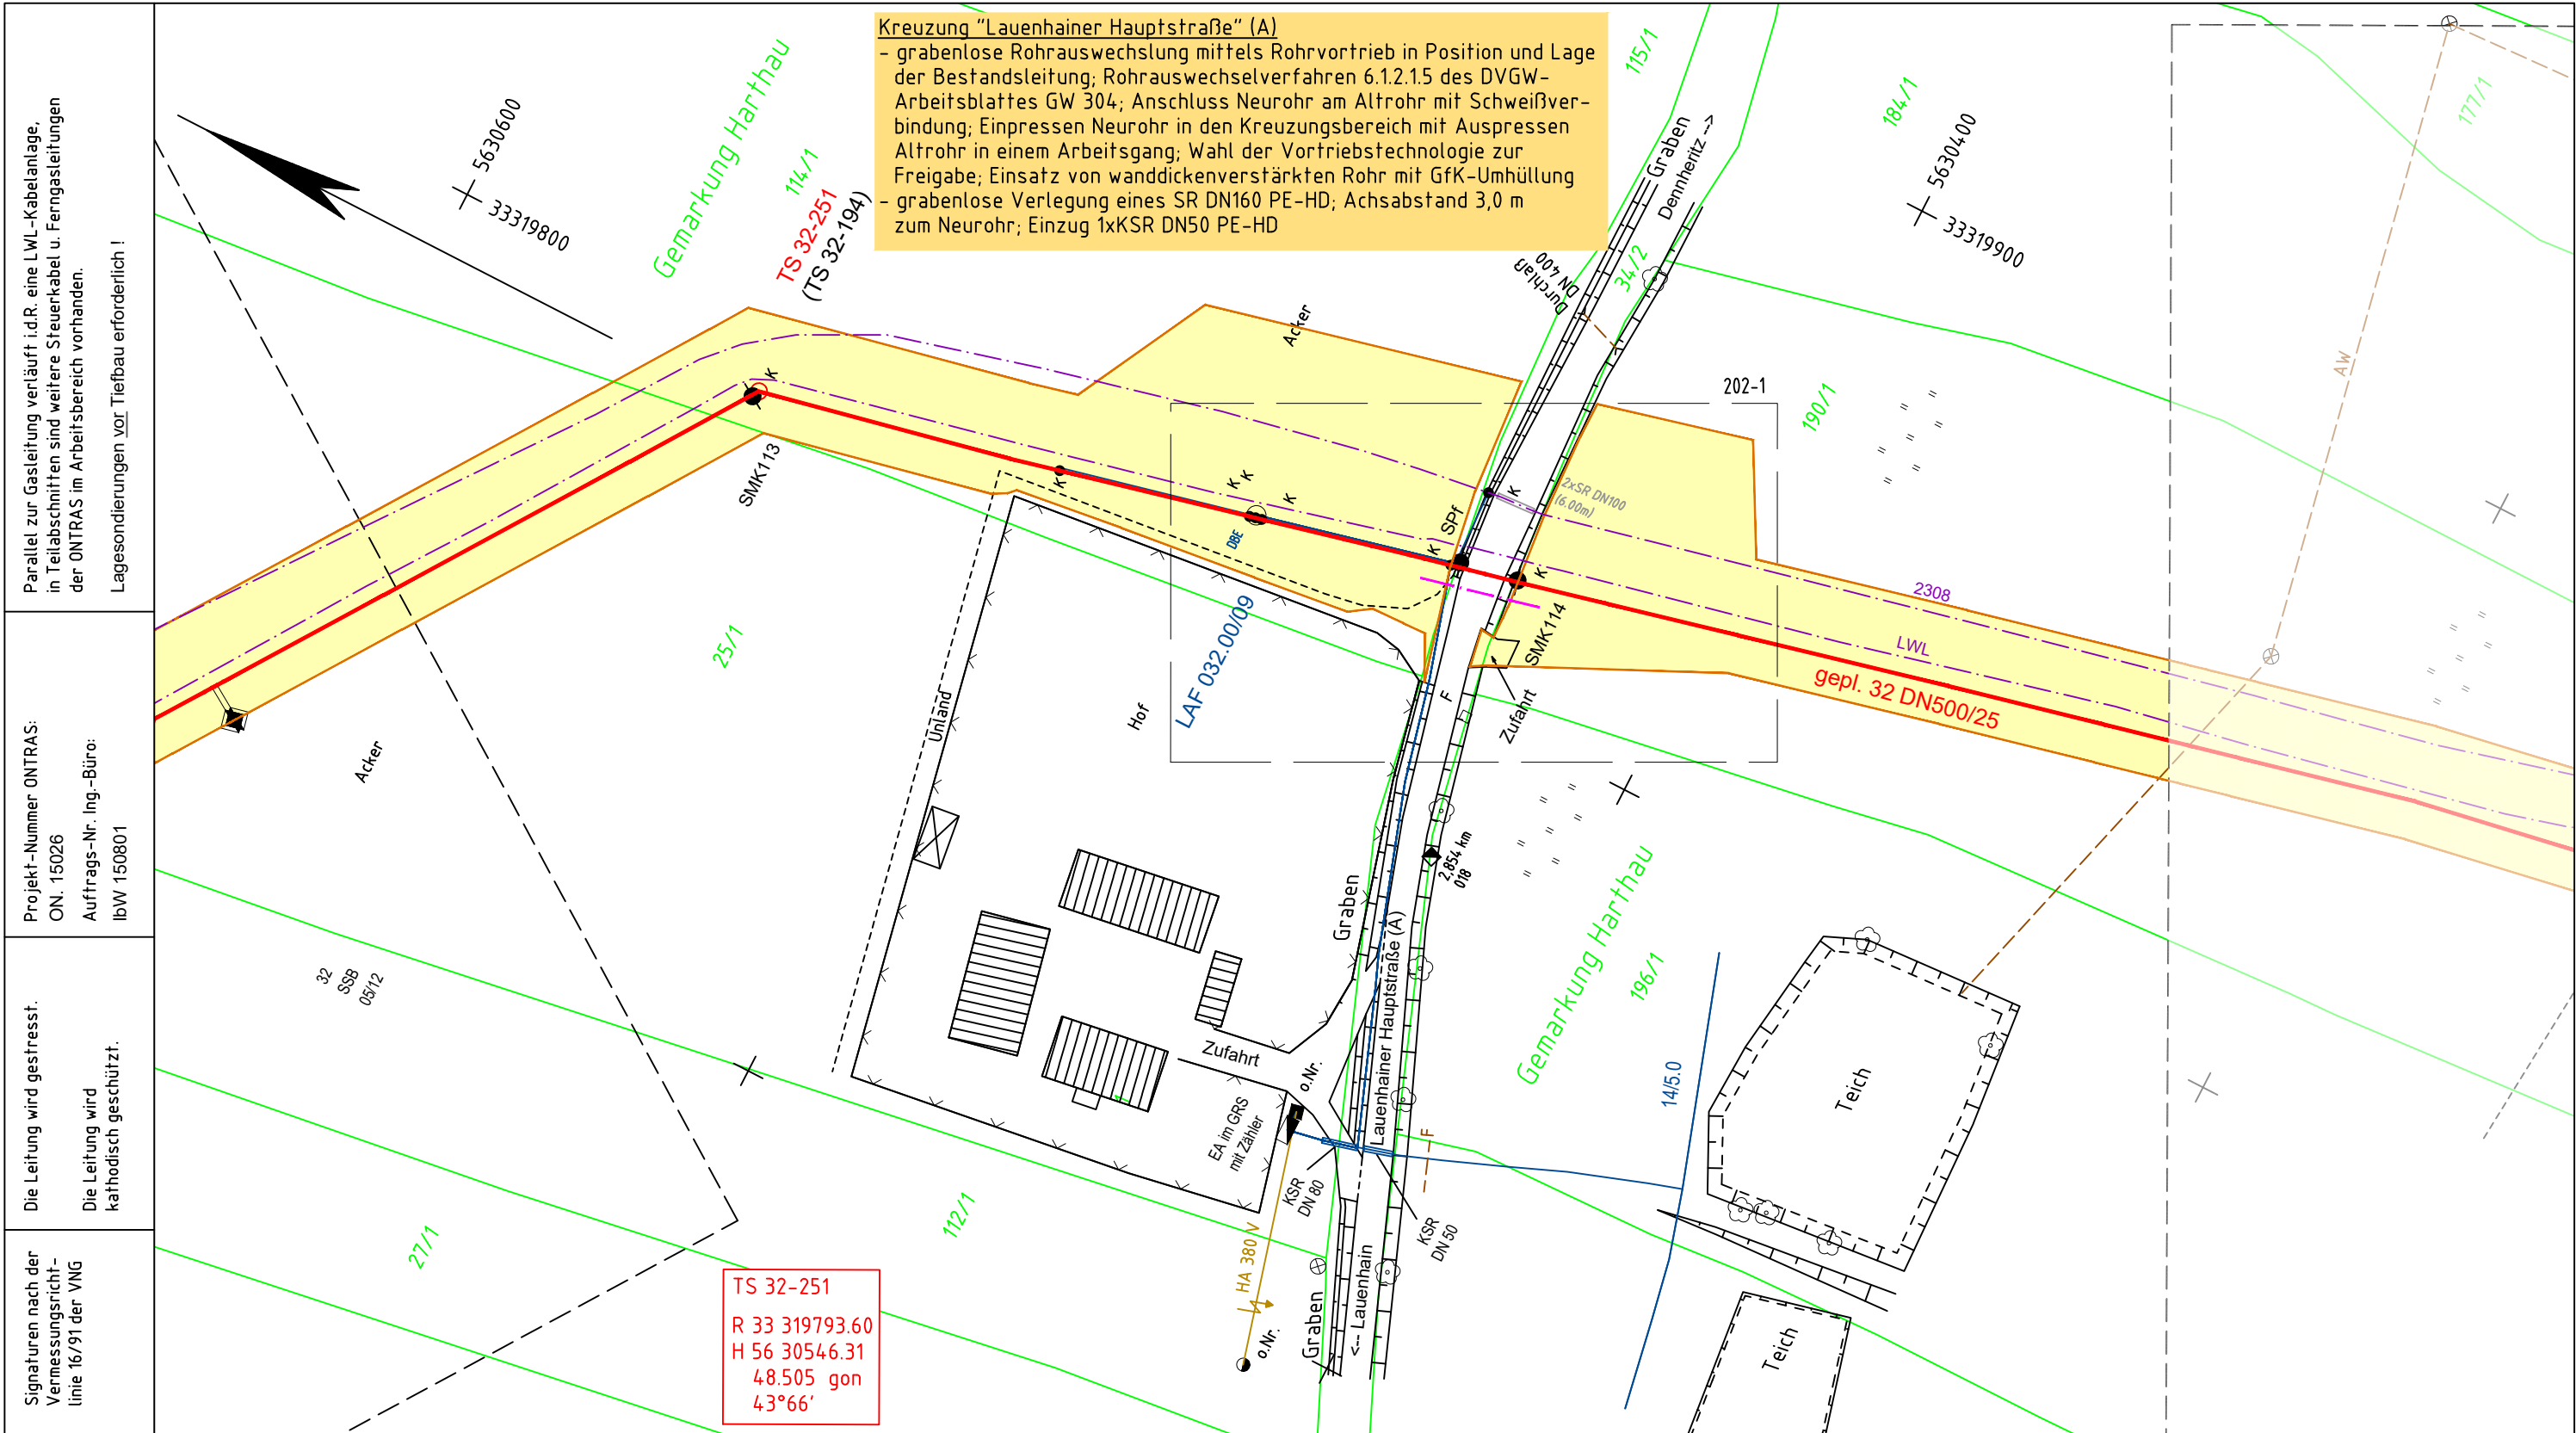 Parallel zur Gasleitung verläuft i.d.R. eine LWL-Kabelanlage,
in Teilabschnitten sind weitere Steuerkabel u. Ferngasleitungen
der ONTRAS im Arbeitsbereich vorhanden.
Lagesondierungen vor Tiefbau erforderlich !
Projekt-Nummer ONTRAS:
ON. 15026
Auftrags-Nr. Ing.-Büro:
IbW 150801
Die Leitung wird gestresst.
Die Leitung wird
kathodisch geschützt.
Signaturen nach der
Vermessungsricht-
linie 16/91 der VNG
Kreuzung "Lauenhainer Hauptstraße" (A)
- grabenlose Rohrauswechslung mittels Rohrvortrieb in Position und Lage
der Bestandsleitung; Rohrauswechselverfahren 6.1.2.1.5 des DVGW-
Arbeitsblattes GW 304; Anschluss Neurohr am Altrohr mit Schweißver-
bindung; Einpressen Neurohr in den Kreuzungsbereich mit Auspressen
Altrohr in einem Arbeitsgang; Wahl der Vortriebstechnologie zur
Freigabe; Einsatz von wanddickenverstärkten Rohr mit GfK-Umhüllung
- grabenlose Verlegung eines SR DN160 PE-HD; Achsabstand 3,0 m
zum Neurohr; Einzug 1xKSR DN50 PE-HD
5630600
33319800
Gemarkung Harthau
114/1
TS 32-251
(TS 32-194)
115/1
Graben
Dennheritz -->
184/1
5630400
33319900
177/1
Durchlaß
DN 400
34/2
Acker
202-1
190/1
AW
K
SMK113
K
K
K
K
DBE
K
SPf
K
2xSR DN100
(6.00m)
K
SMK114
2308
LWL
gepl. 32 DN500/25
25/1
Unland
Hof
LAF 032.00/09
F
Zufahrt
Acker
2,854 km
018
Graben
Lauenhainer Hauptstraße (A)
Gemarkung Harthau
196/1
32
SSB
05/12
Zufahrt
o.Nr.
EA im GRS
mit Zähler
KSR
DN 80
KSR
DN 50
F
14/5.0
Teich
Teich
27/1
112/1
HA 380 V
o.Nr.
Graben
<-- Lauenhain
TS 32-251
R 33 319793.60
H 56 30546.31
48.505 gon
43°66'